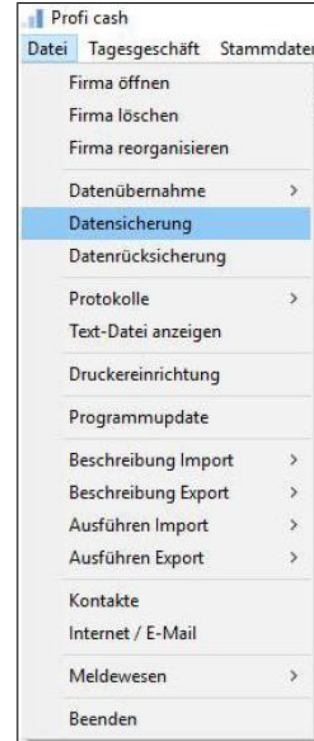 Profi cash
Datei Tagesgeschäft Stammdaten
Firma öffnen
Firma löschen
Firma reorganisieren
Datenübernahme >
Datensicherung
Datenrücksicherung
Protokolle >
Text-Datei anzeigen
Druckereinrichtung
Programmupdate
Beschreibung Import >
Beschreibung Export >
Ausführen Import >
Ausführen Export >
Kontakte
Internet / E-Mail
Meldewesen >
Beenden